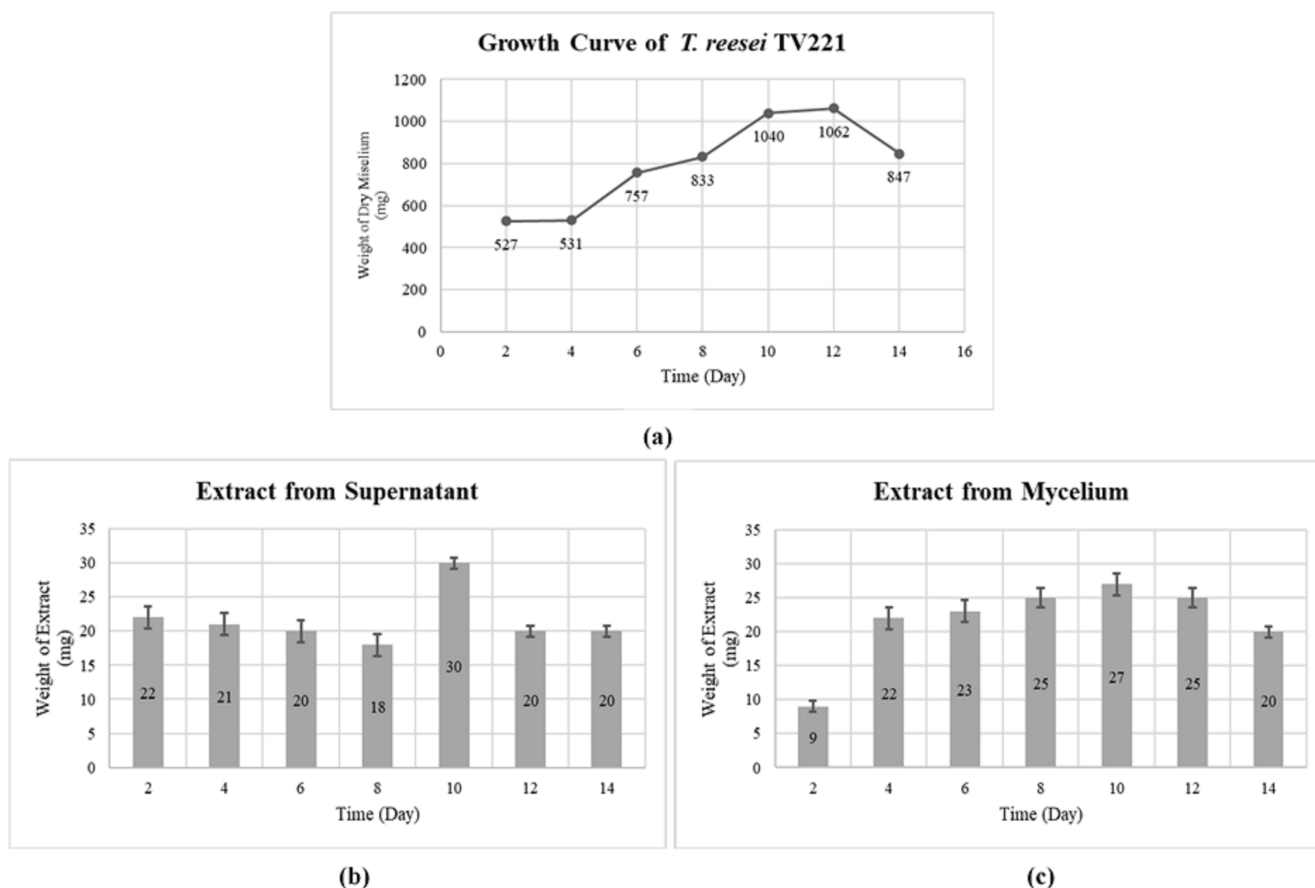 Growth Curve of T. reesei TV221
Weight of Dry Miselium
(mg)
1200
1000
800
600
400
200
0
527
531
757
833
1040
1062
847
0 2 4 6 8 10 12 14 16
Time (Day)
(a)
Extract from Supernatant
Weight of Extract
(mg)
35
30
25
20
15
10
5
0
22
21
20
18
30
20
20
2 4 6 8 10 12 14
Time (Day)
(b)
Extract from Mycelium
Weight of Extract
(mg)
35
30
25
20
15
10
5
0
9
22
23
25
27
25
20
2 4 6 8 10 12 14
Time (Day)
(c)